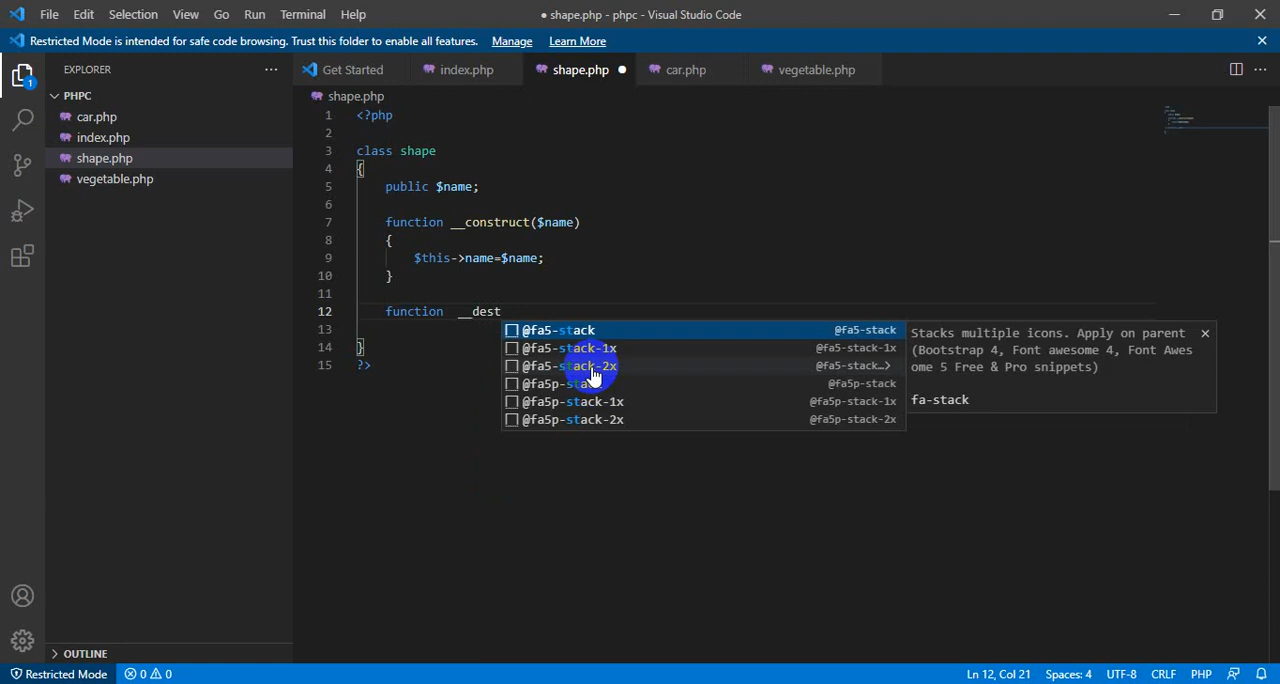 File Edit Selection View Go Run Terminal Help
● shape.php - phpc - Visual Studio Code
Restricted Mode is intended for safe code browsing. Trust this folder to enable all features. Manage Learn More
1
EXPLORER
Get Started index.php shape.php car.php vegetable.php
PHPC
car.php
index.php
shape.php
vegetable.php
shape.php
1 <?php
2
3 class shape
4 {
5 public $name;
6
7 function __construct($name)
8 {
9 $this->name=$name;
10 }
11
12 function __dest
13
14 }
15 ?>
@fa5-stack @fa5-stack
@fa5-stack-1x @fa5-stack-1x
@fa5-stack-2x @fa5-stack…>
@fa5p-stack @fa5p-stack
@fa5p-stack-1x @fa5p-stack-1x
@fa5p-stack-2x @fa5p-stack-2x
Stacks multiple icons. Apply on parent
(Bootstrap 4, Font awesome 4, Font Awes
ome 5 Free & Pro snippets)
fa-stack
OUTLINE
Restricted Mode 0 0 Ln 12, Col 21 Spaces: 4 UTF-8 CRLF PHP